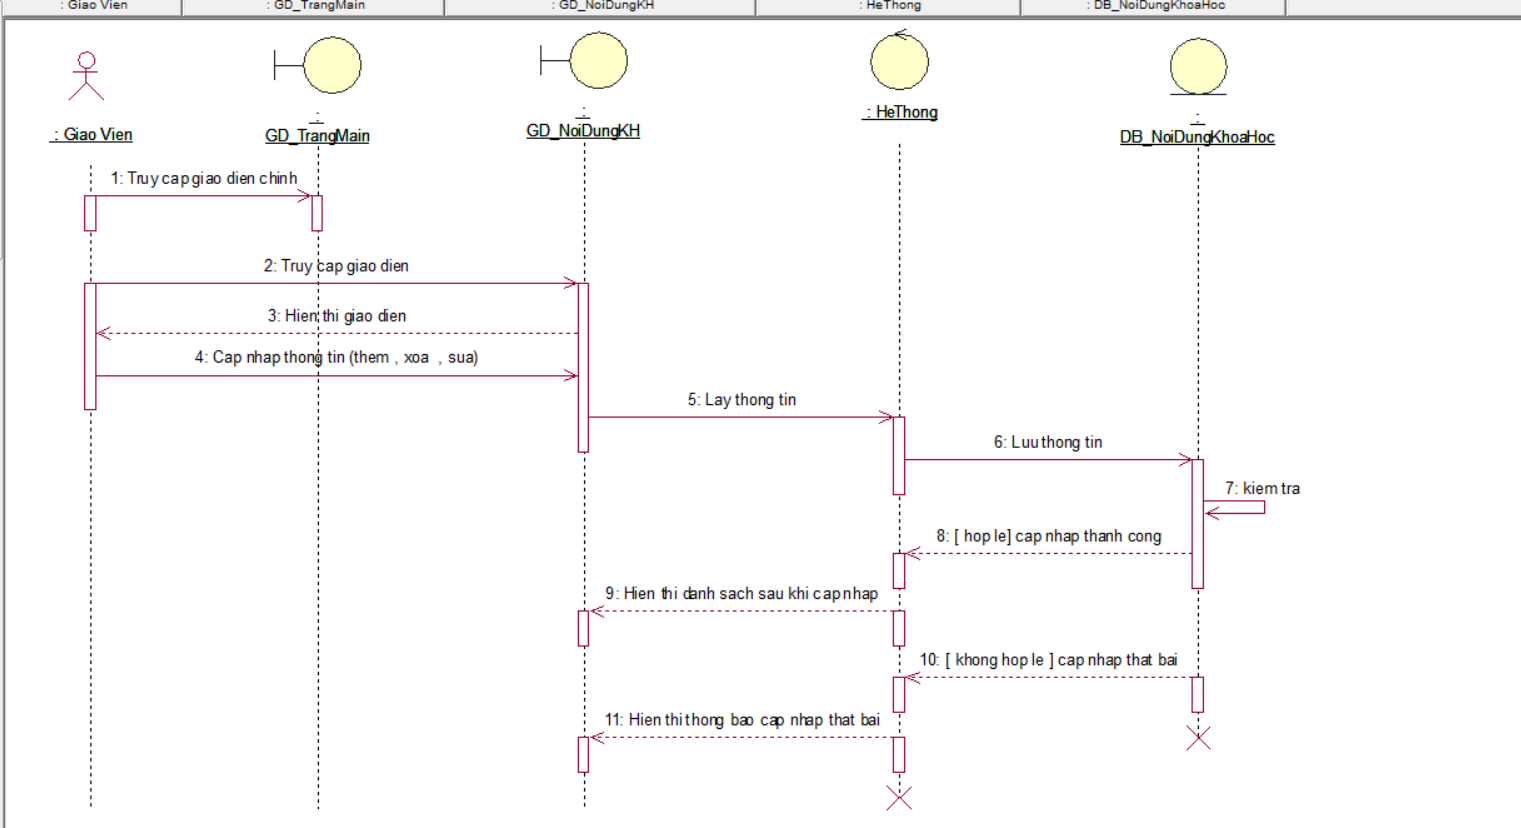 : Giao Vien
: GD_TrangMain
: GD_NoiDungKH
: HeThong
: DB_NoiDungKhoaHoc
: Giao Vien
:
GD_TrangMain
:
GD_NoiDungKH
: HeThong
:
DB_NoiDungKhoaHoc
1: Truy cap giao dien chinh
2: Truy cap giao dien
3: Hien thi giao dien
4: Cap nhap thong tin (them , xoa , sua)
5: Lay thong tin
6: Luu thong tin
7: kiem tra
8: [ hop le] cap nhap thanh cong
9: Hien thi danh sach sau khi cap nhap
10: [ khong hop le ] cap nhap that bai
11: Hien thi thong bao cap nhap that bai